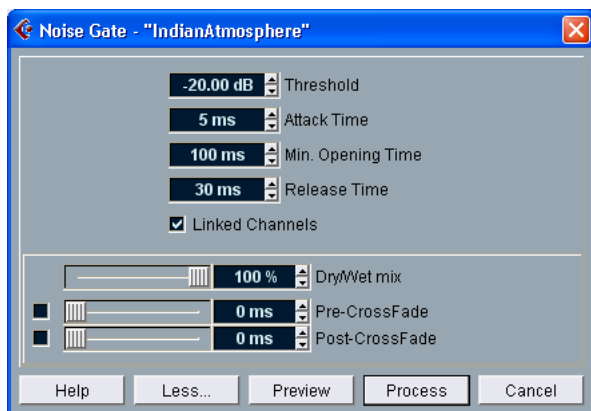 Noise Gate - "IndianAtmosphere"
-20.00 dB Threshold
5 ms Attack Time
100 ms Min. Opening Time
30 ms Release Time
Linked Channels
100 % Dry/Wet mix
0 ms Pre-CrossFade
0 ms Post-CrossFade
Help Less... Preview Process Cancel